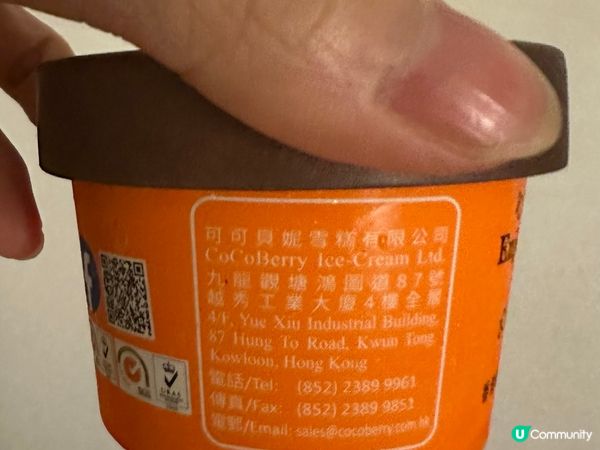 可可貝妮雪糕有限公司
CoCoBerry Ice-Cream Ltd.
九龍觀塘鴻圖道87號
越秀工業大廈4樓全層
4/F, Yue Xiu Industrial Building,
87 Hung To Road, Kwun Tong
Kowloon, Hong Kong
電話/Tel: (852) 2389 9961
傳真/Fax: (852) 2389 9851
電郵/Email: sales@cocoberry.com.hk
U Community